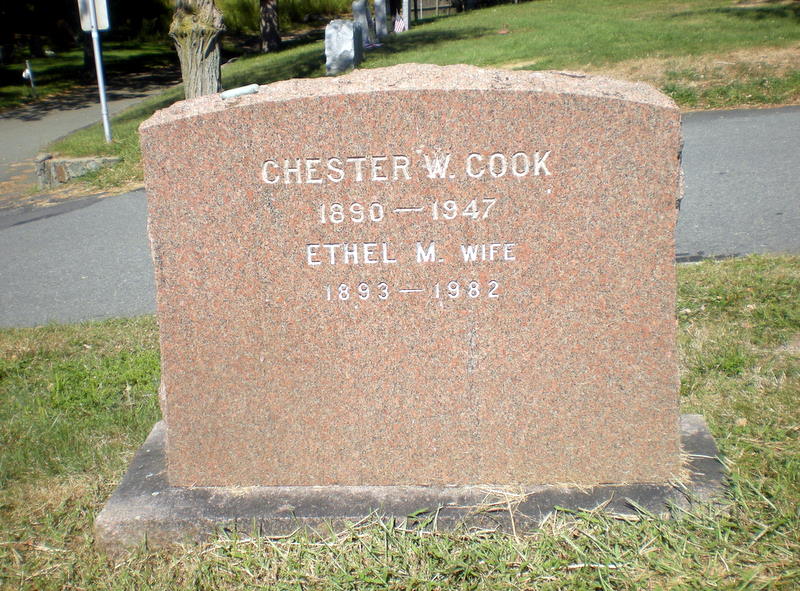 CHESTER W. COOK
1890 — 1947
ETHEL M. WIFE
1893 — 1982